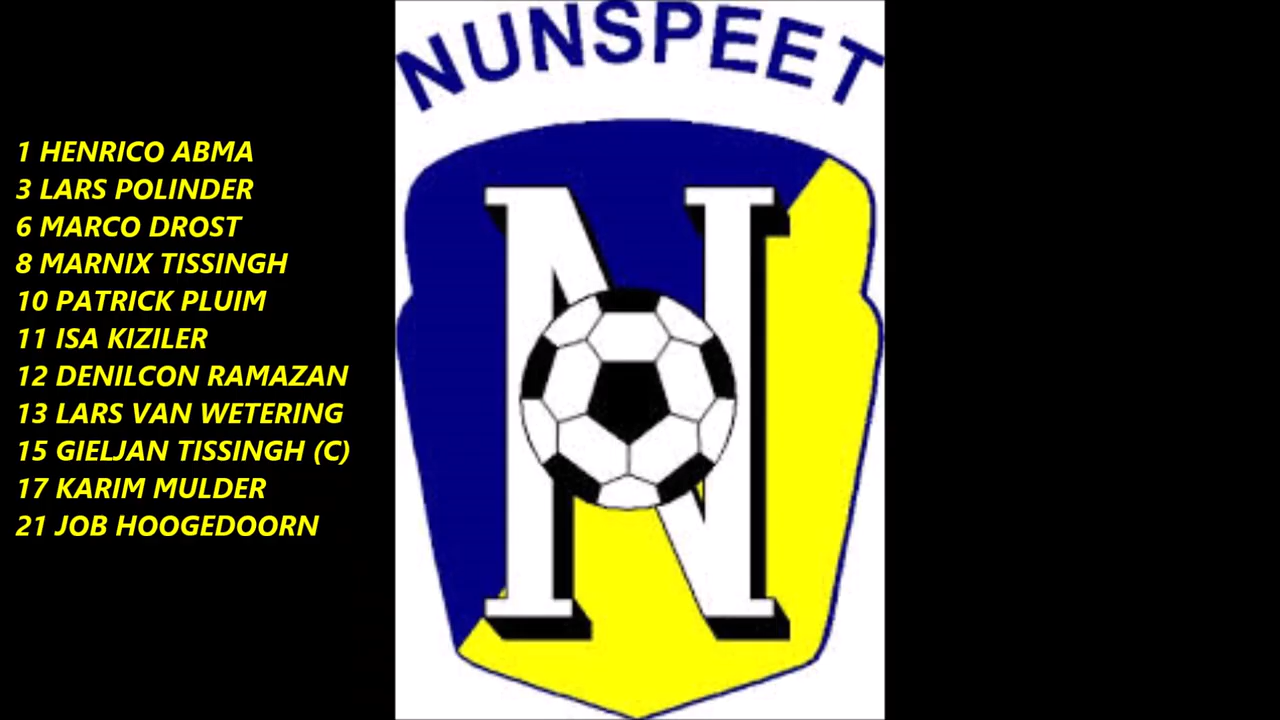 NUNSPEET
1 HENRICO ABMA
3 LARS POLINDER
6 MARCO DROST
8 MARNIX TISSINGH
10 PATRICK PLUIM
11 ISA KIZILER
12 DENILCON RAMAZAN
13 LARS VAN WETERING
15 GIELJAN TISSINGH (C)
17 KARIM MULDER
21 JOB HOOGEDOORN
N